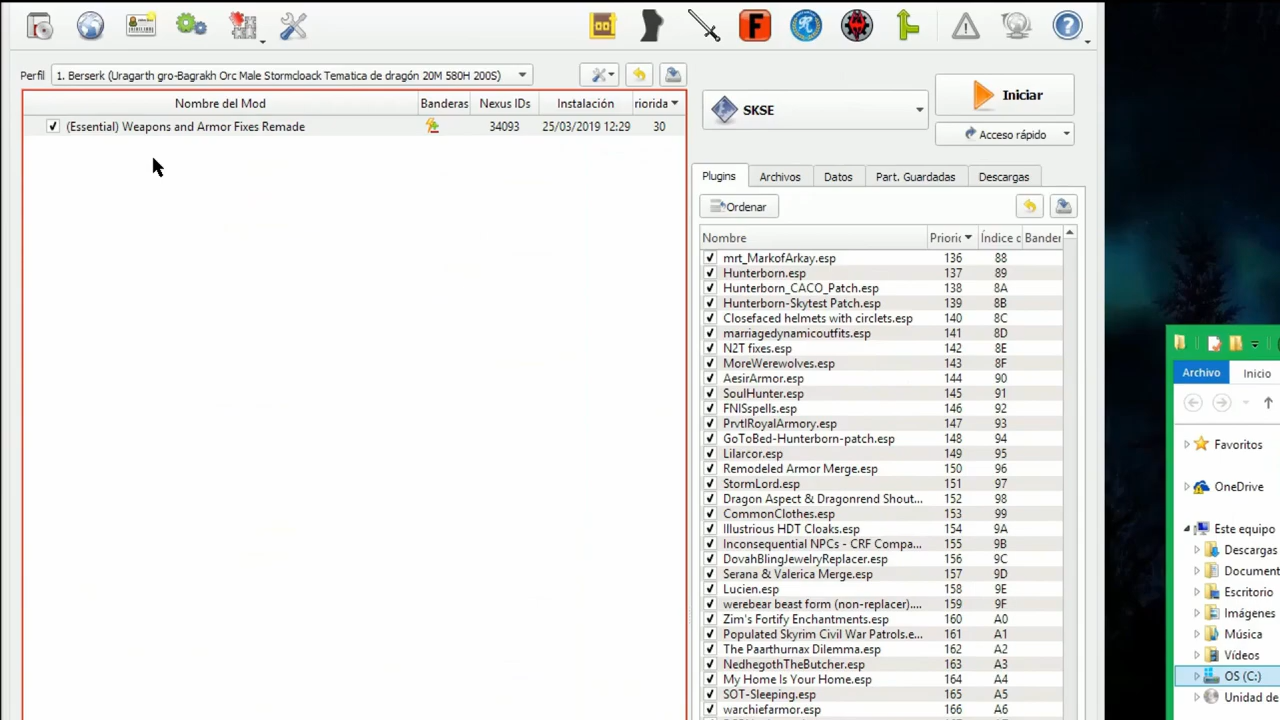 Perfil 1. Berserk (Uragarth gro-Bagrakh Orc Male Stormcloack Tematica de dragón 20M 580H 200S)
Nombre del Mod Banderas Nexus IDs Instalación riorida
(Essential) Weapons and Armor Fixes Remade 34093 25/03/2019 12:29 30
SKSE
Iniciar
Acceso rápido
Plugins Archivos Datos Part. Guardadas Descargas
Ordenar
Nombre Prioric Índice c Bander
mrt_MarkofArkay.esp 136 88
Hunterborn.esp 137 89
Hunterborn_CACO_Patch.esp 138 8A
Hunterborn-Skytest Patch.esp 139 8B
Closefaced helmets with circlets.esp 140 8C
marriagedynamicoutfits.esp 141 8D
N2T fixes.esp 142 8E
MoreWerewolves.esp 143 8F
AesirArmor.esp 144 90
SoulHunter.esp 145 91
FNISspells.esp 146 92
PrvtIRoyalArmory.esp 147 93
GoToBed-Hunterborn-patch.esp 148 94
Lilarcor.esp 149 95
Remodeled Armor Merge.esp 150 96
StormLord.esp 151 97
Dragon Aspect & Dragonrend Shout... 152 98
CommonClothes.esp 153 99
Illustrious HDT Cloaks.esp 154 9A
Inconsequential NPCs - CRF Compa... 155 9B
DovahBlingJewelryReplacer.esp 156 9C
Serana & Valerica Merge.esp 157 9D
Lucien.esp 158 9E
werebear beast form (non-replacer).... 159 9F
Zim's Fortify Enchantments.esp 160 A0
Populated Skyrim Civil War Patrols.e... 161 A1
The Paarthurnax Dilemma.esp 162 A2
NedhegothTheButcher.esp 163 A3
My Home Is Your Home.esp 164 A4
SOT-Sleeping.esp 165 A5
warchiefarmor.esp 166 A6
Archivo Inicio
Favoritos
OneDrive
Este equipo
Descargas
Document
Escritorio
Imágenes
Música
Vídeos
OS (C:)
Unidad de